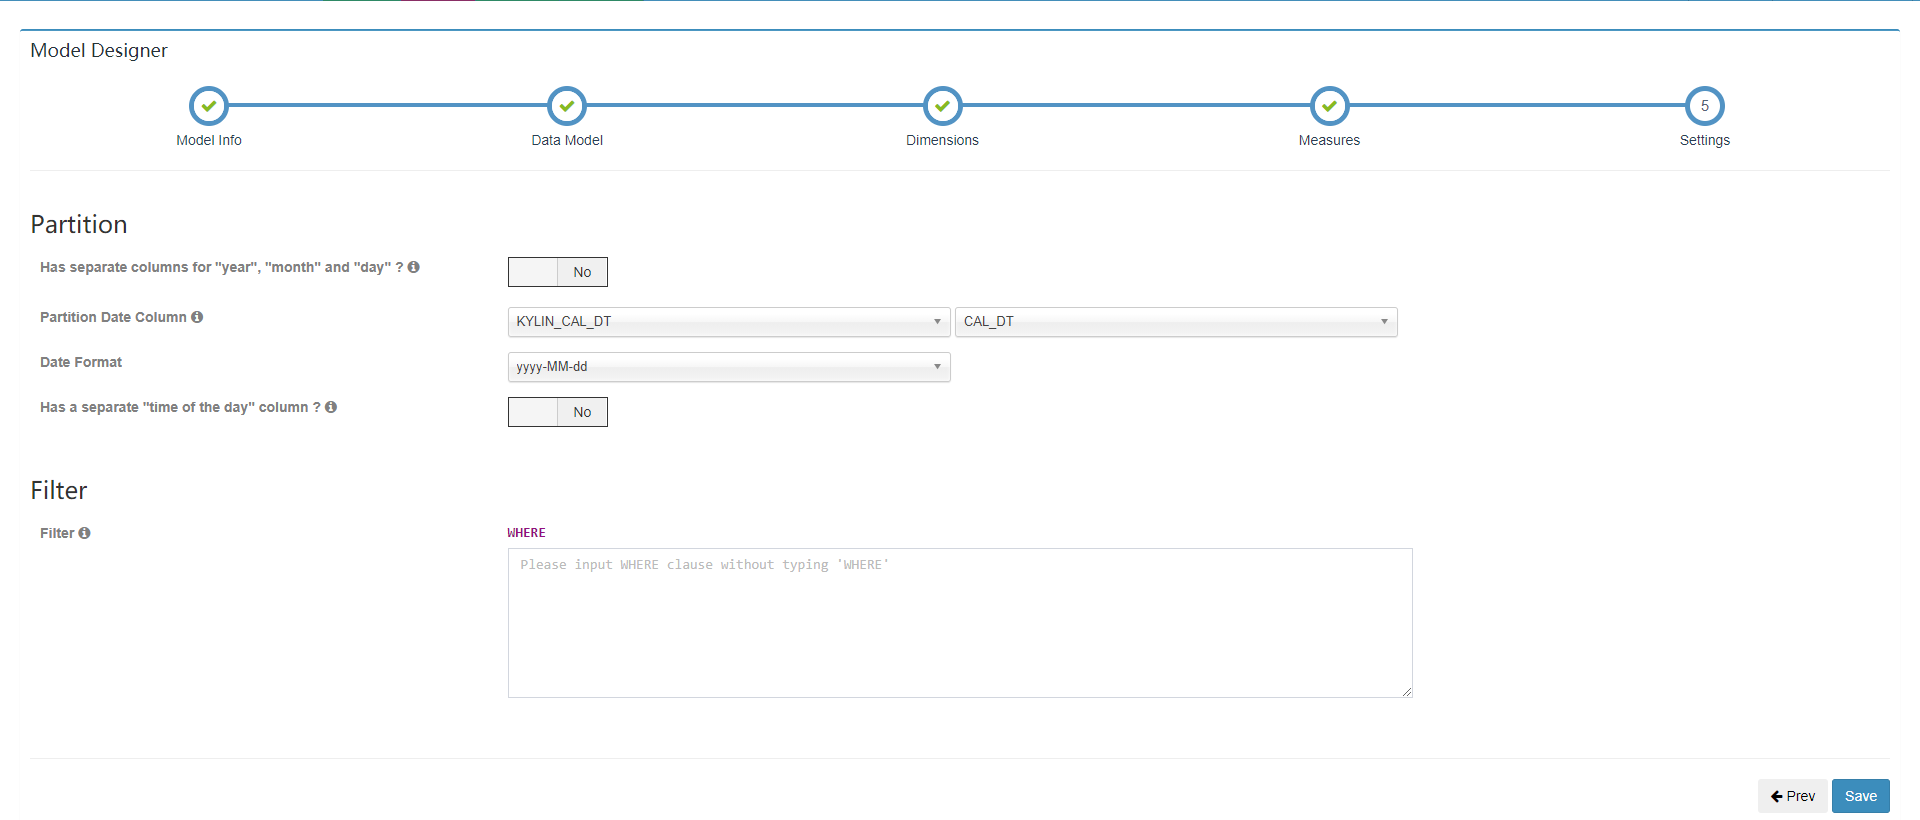 Model Designer
5
Model Info Data Model Dimensions Measures Settings
Partition
Has separate columns for "year", "month" and "day" ? No
Partition Date Column KYLIN_CAL_DT CAL_DT
Date Format yyyy-MM-dd
Has a separate "time of the day" column ? No
Filter
Filter WHERE
Please input WHERE clause without typing 'WHERE'
Prev Save